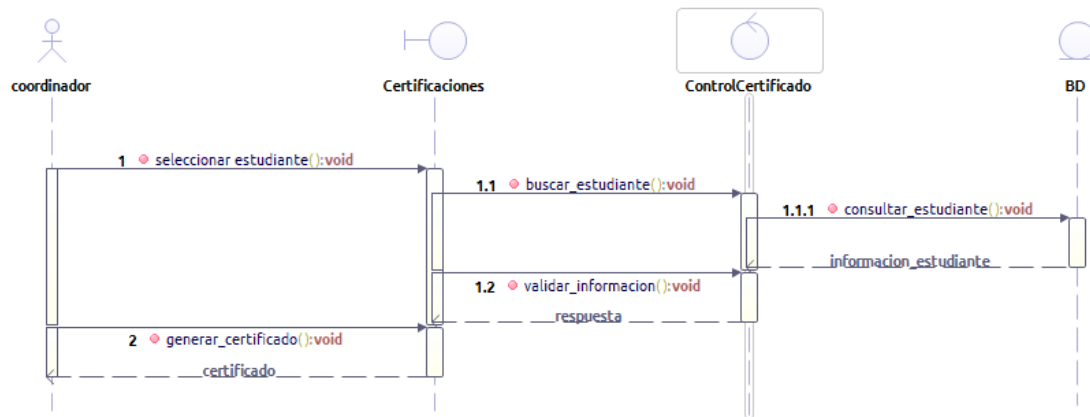 coordinador
Certificaciones
ControlCertificado
BD
1 seleccionar estudiante():void
1.1 buscar_estudiante():void
1.1.1 consultar_estudiante():void
informacion_estudiante
1.2 validar_informacion():void
respuesta
2 generar_certificado():void
certificado